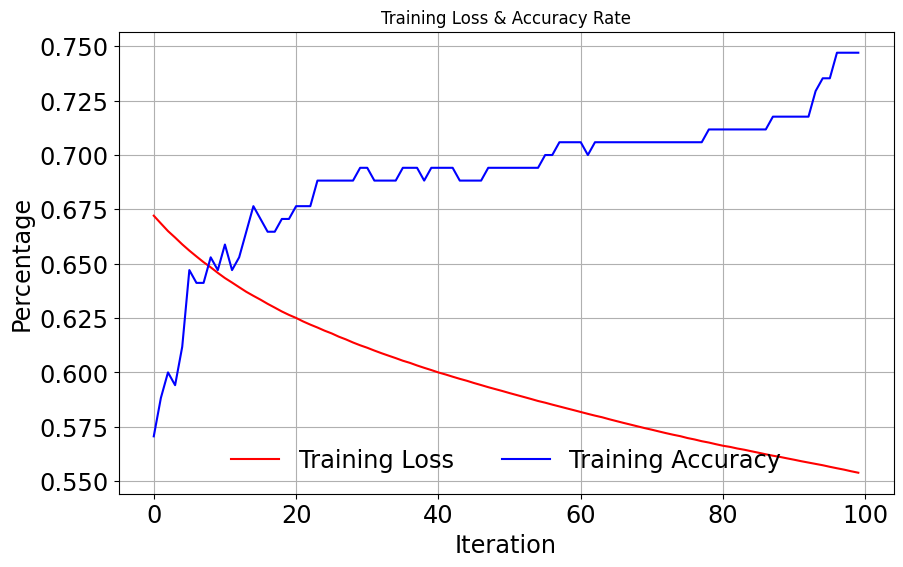 Training Loss & Accuracy Rate
Percentage
0.750
0.725
0.700
0.675
0.650
0.625
0.600
0.575
0.550
Training Loss Training Accuracy
0 20 40 60 80 100
Iteration